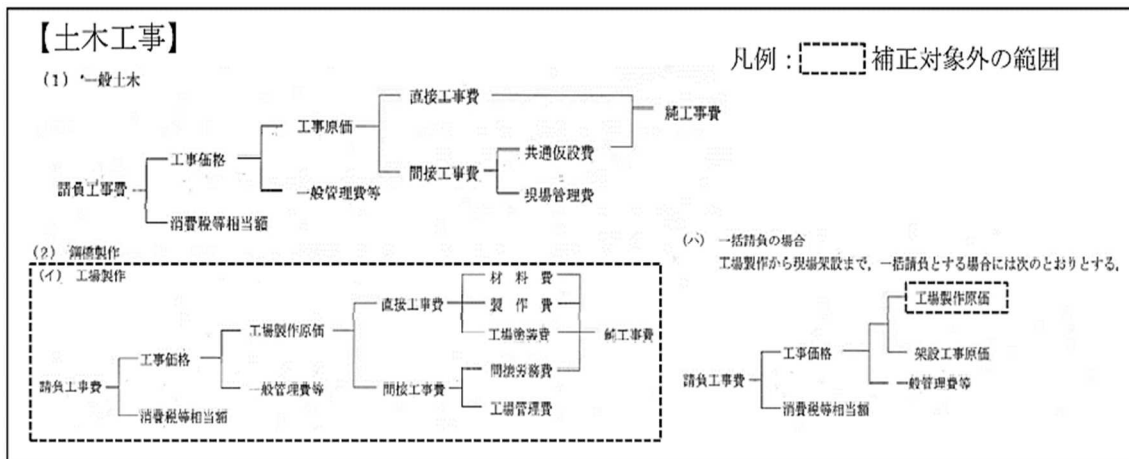 【土木工事】
凡例： 補正対象外の範囲
(1) 一般土木
直接工事費
純工事費
工事原価
共通仮設費
工事価格
間接工事費
請負工事費
一般管理費等
現場管理費
消費税等相当額
(2) 鋼橋製作
(イ) 工場製作
材料費
直接工事費
製作費
工場製作原価
工場塗装費
純工事費
工事価格
間接労務費
請負工事費
一般管理費等
間接工事費
工場管理費
消費税等相当額
(ハ) 一括請負の場合
工場製作から現場架設まで，一括請負とする場合には次のとおりとする。
工場製作原価
工事価格
架設工事原価
請負工事費
一般管理費等
消費税等相当額